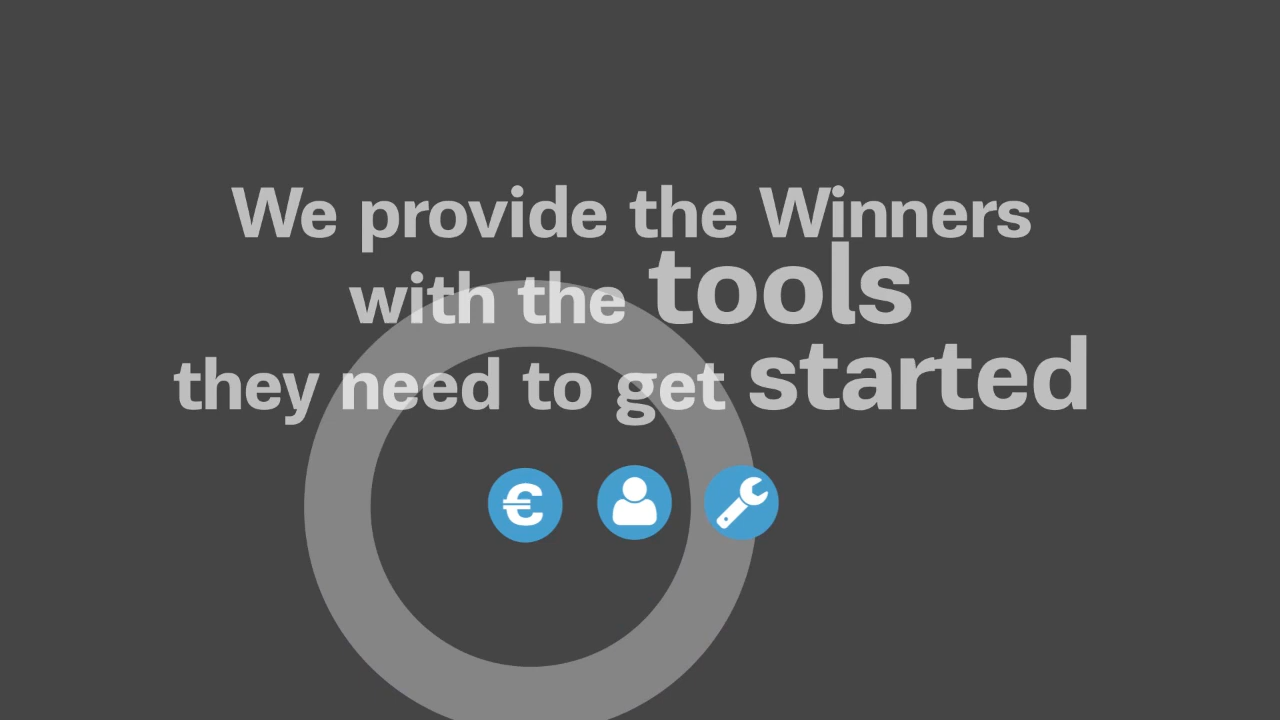 We provide the Winners
with the tools
they need to get started
€